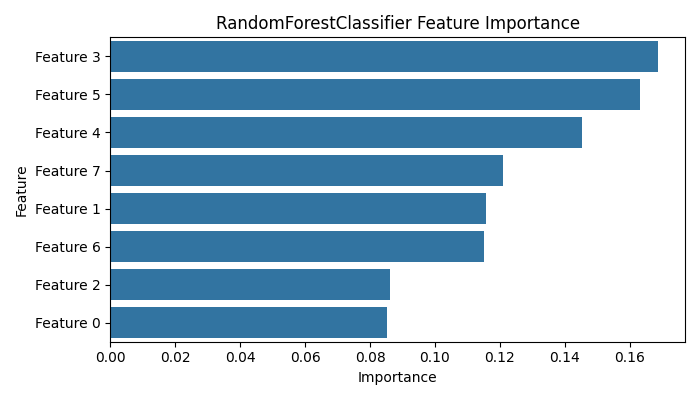 RandomForestClassifier Feature Importance
Feature
Feature 3
Feature 5
Feature 4
Feature 7
Feature 1
Feature 6
Feature 2
Feature 0
0.00 0.02 0.04 0.06 0.08 0.10 0.12 0.14 0.16
Importance